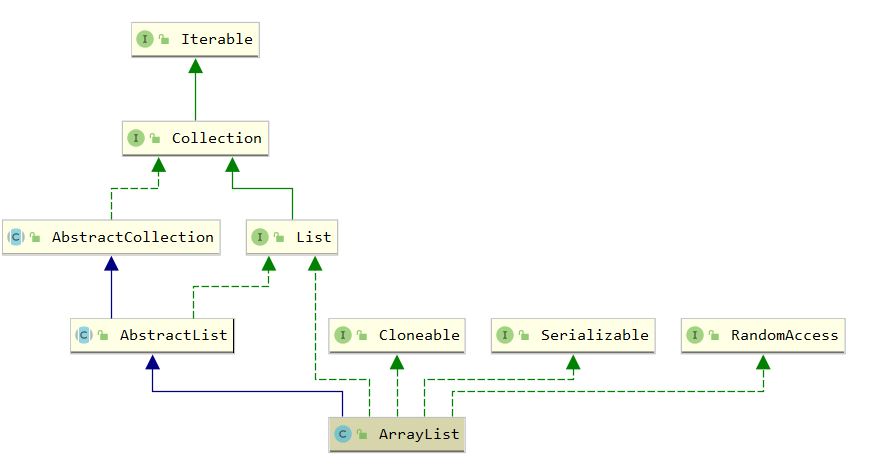 I Iterable
I Collection
C AbstractCollection
I List
C AbstractList
I Cloneable
I Serializable
I RandomAccess
C ArrayList